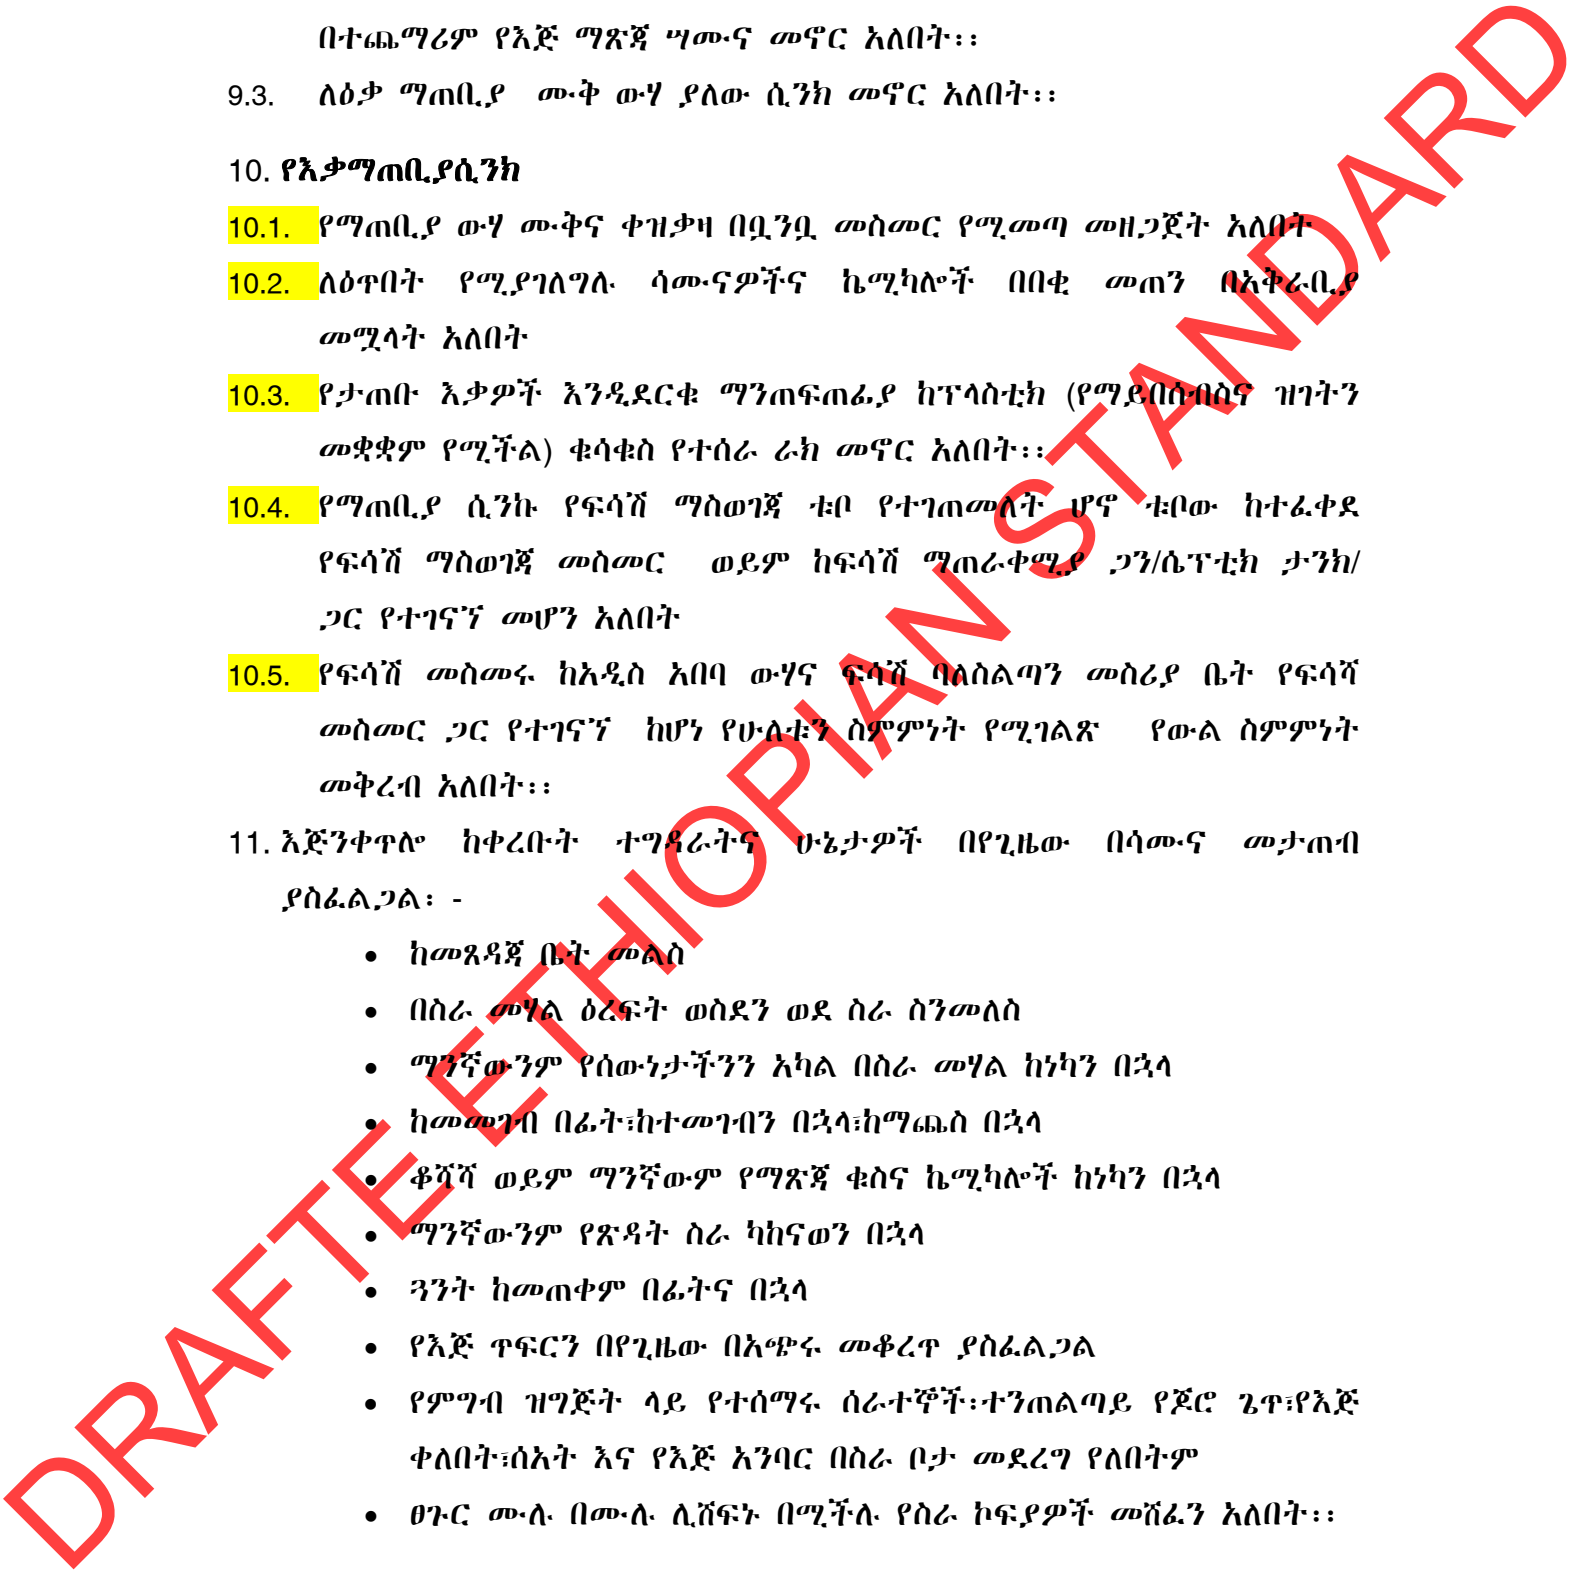 በተጨማሪም የእጅ ማጽጃ ሣሙና መኖር አለበት፡፡
9.3. ለዕቃ ማጠቢያ ሙቅ ውሃ ያለው ሲንክ መኖር አለበት፡፡
10. የእቃማጠቢያሲንክ
10.1. የማጠቢያ ውሃ ሙቅና ቀዝቃዛ በቧንቧ መስመር የሚመጣ መዘጋጀት አለበት
10.2. ለዕጥበት የሚያገለግሉ ሳሙናዎችና ኬሚካሎች በበቂ መጠን በአቅራቢያ
መሟላት አለበት
10.3. የታጠቡ እቃዎች እንዲደርቁ ማንጠፍጠፊያ ከፕላስቲክ (የማይበሰብስና ዝገትን
መቋቋም የሚችል) ቁሳቁስ የተሰራ ራክ መኖር አለበት፡፡
10.4. የማጠቢያ ሲንኩ የፍሳሽ ማስወገጃ ቱቦ የተገጠመለት ሆኖ ቱቦው ከተፈቀደ
የፍሳሽ ማስወገጃ መስመር ወይም ከፍሳሽ ማጠራቀሚያ ጋን/ሴፕቲክ ታንክ/
ጋር የተገናኘ መሆን አለበት
10.5. የፍሳሽ መስመሩ ከአዲስ አበባ ውሃና ፍሳሽ ባለስልጣን መስሪያ ቤት የፍሳሻ
መስመር ጋር የተገናኘ ከሆነ የሁለቱን ስምምነት የሚገልጽ የውል ስምምነት
መቅረብ አለበት፡፡
11. እጅንቀጥሎ ከቀረቡት ተግዳራትና ሁኔታዎች በየጊዜው በሳሙና መታጠብ
ያስፈልጋል፡ -
• ከመጸዳጃ ቤት መልስ
• በስራ መሃል ዕረፍት ወስደን ወደ ስራ ስንመለስ
• ማንኛውንም የሰውነታችንን አካል በስራ መሃል ከነካን በኋላ
• ከመመገብ በፊት፣ከተመገብን በኋላ፣ከማጨስ በኋላ
• ቆሻሻ ወይም ማንኛውም የማጽጃ ቁስና ኬሚካሎች ከነካን በኋላ
• ማንኛውንም የጽዳት ስራ ካከናወን በኋላ
• ጓንት ከመጠቀም በፊትና በኋላ
• የእጅ ጥፍርን በየጊዜው በአጭሩ መቆረጥ ያስፈልጋል
• የምግብ ዝግጅት ላይ የተሰማሩ ሰራተኞች፡ተንጠልጣይ የጆሮ ጌጥ፣የእጅ
ቀለበት፣ሰአት እና የእጅ አንባር በስራ ቦታ መደረግ የለበትም
• ፀጉር ሙሉ በሙሉ ሊሸፍኑ በሚችሉ የስራ ኮፍያዎች መሸፈን አለበት፡፡
DRAFTE ETHIOPIAN STANDARD